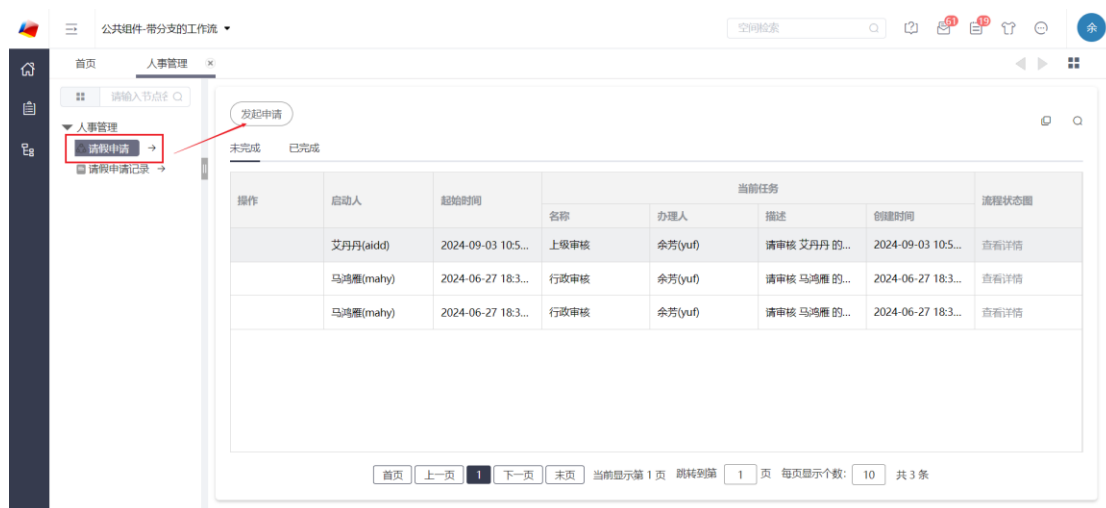 公共组件-带分支的工作流
空间检索
61
19
余
首页
人事管理
请输入节点名
人事管理
请假申请
请假申请记录
发起申请
未完成 已完成
操作 启动人 起始时间 当前任务 流程状态图
名称 办理人 描述 创建时间
艾丹丹(aidd) 2024-09-03 10:5... 上级审核 余芳(yuf) 请审核 艾丹丹 的... 2024-09-03 10:5... 查看详情
马鸿雁(mahy) 2024-06-27 18:3... 行政审核 余芳(yuf) 请审核 马鸿雁 的... 2024-06-27 18:3... 查看详情
马鸿雁(mahy) 2024-06-27 18:3... 行政审核 余芳(yuf) 请审核 马鸿雁 的... 2024-06-27 18:3... 查看详情
首页 上一页 1 下一页 末页 当前显示第 1 页 跳转到第 1 页 每页显示个数: 10 共 3 条